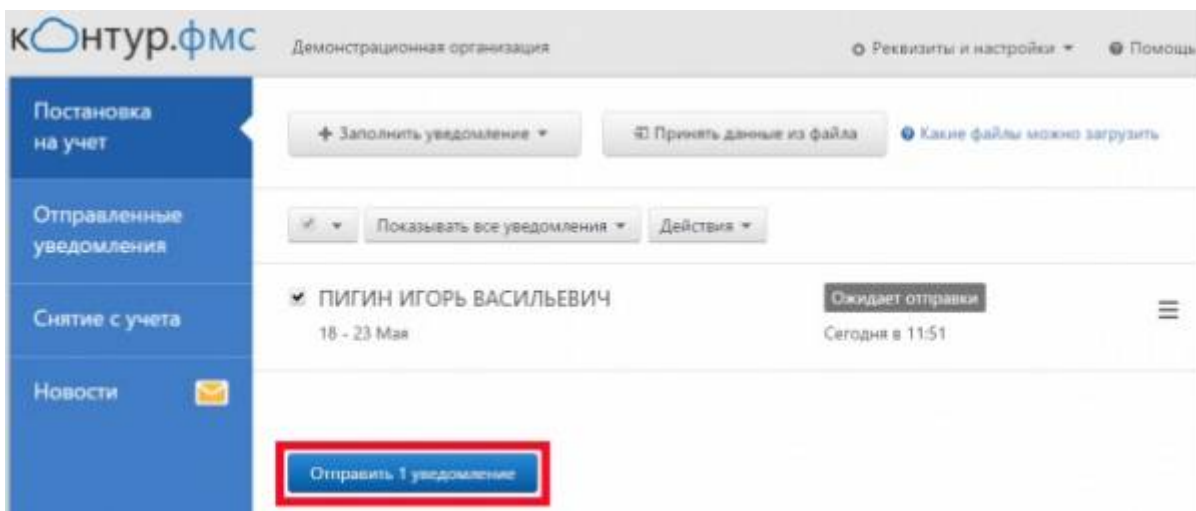 контур.фмс
Демонстрационная организация
Реквизиты и настройки
Помощь
Постановка
на учет
Заполнить уведомление
Принять данные из файла
Какие файлы можно загрузить
Отправленные
уведомления
Показывать все уведомления
Действия
Снятие с учета
ПИГИН ИГОРЬ ВАСИЛЬЕВИЧ
Ожидает отправки
18 - 23 Мая
Сегодня в 11:51
Новости
Отправить 1 уведомление